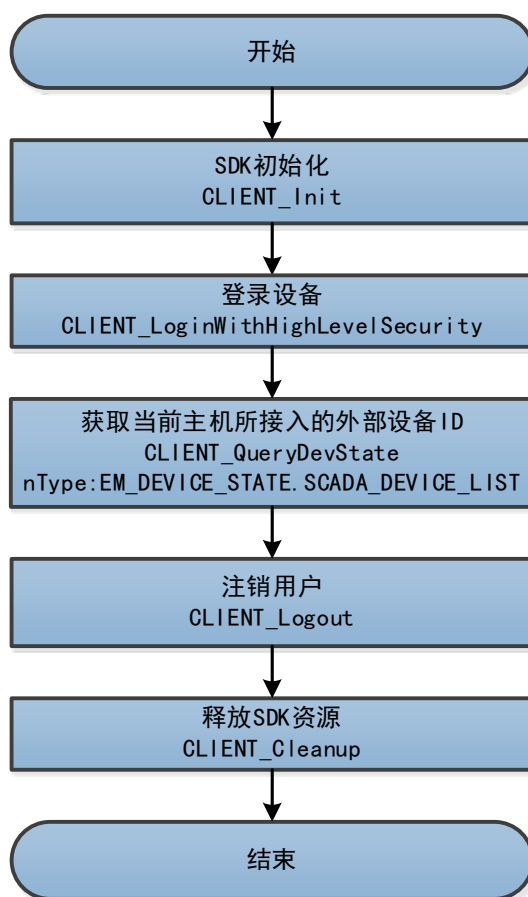 开始
SDK初始化
CLIENT_Init
登录设备
CLIENT_LoginWithHighLevelSecurity
获取当前主机所接入的外部设备ID
CLIENT_QueryDevState
nType:EM_DEVICE_STATE.SCADA_DEVICE_LIST
注销用户
CLIENT_Logout
释放SDK资源
CLIENT_Cleanup
结束